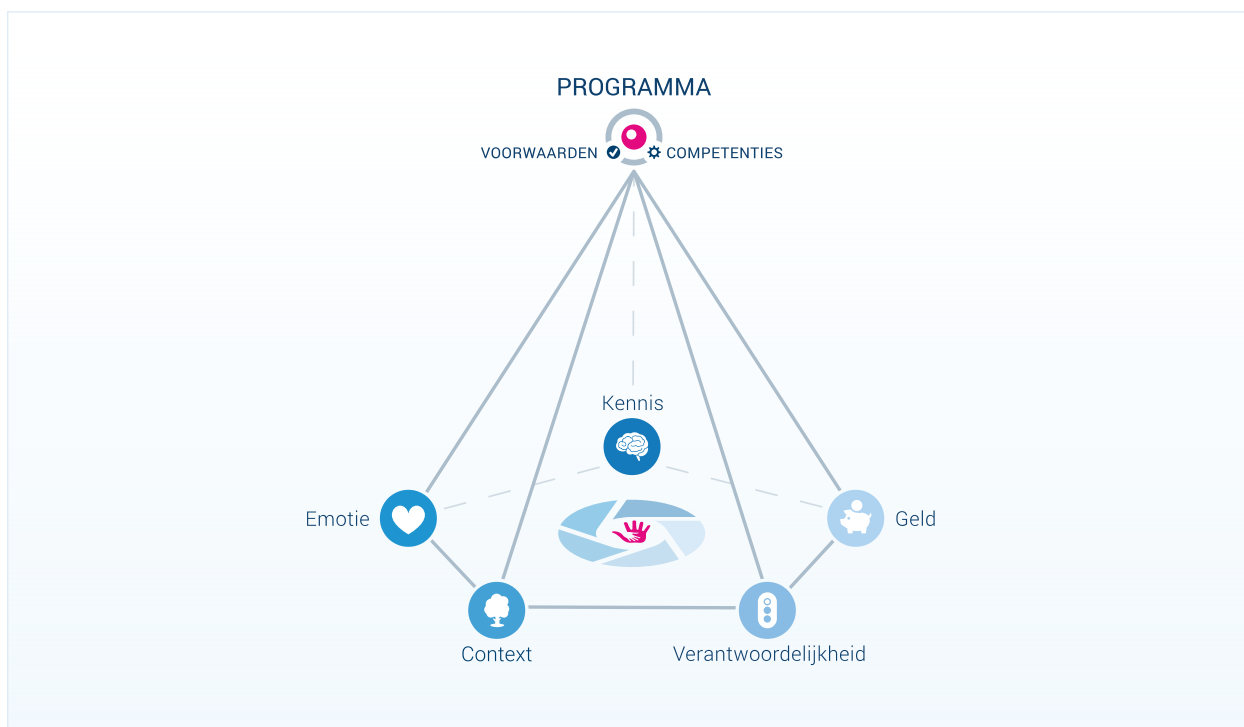 PROGRAMMA
VOORWAARDEN COMPETENTIES
Kennis
Emotie
Geld
Context
Verantwoordelijkheid